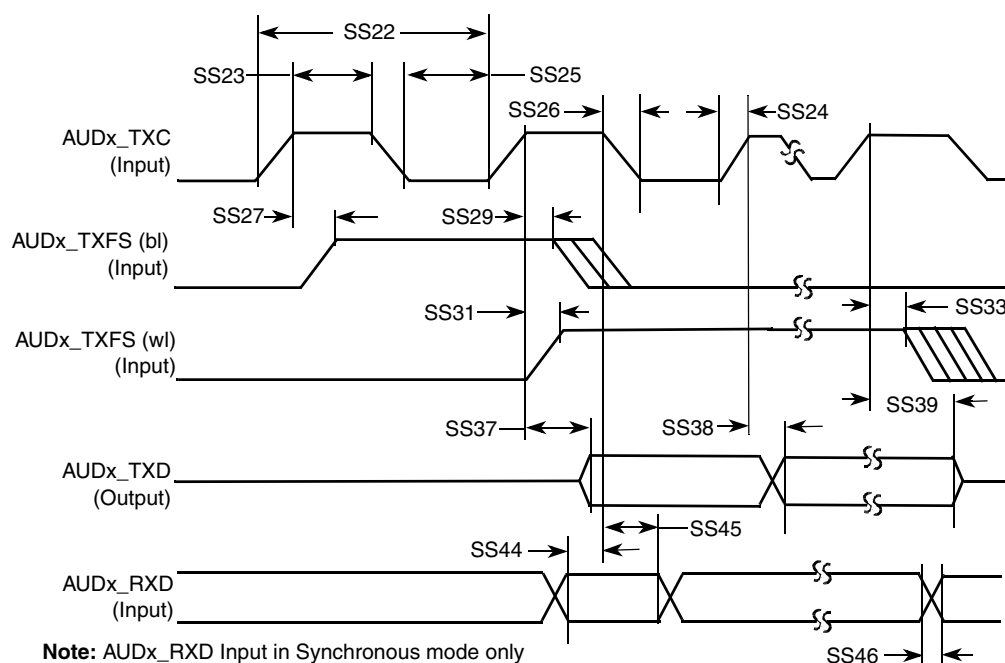 SS22
SS23
SS25
SS26
SS24
AUDx_TXC
(Input)
SS27
SS29
AUDx_TXFS (bl)
(Input)
SS31
SS33
AUDx_TXFS (wl)
(Input)
SS39
SS37
SS38
AUDx_TXD
(Output)
SS45
SS44
AUDx_RXD
(Input)
Note: AUDx_RXD Input in Synchronous mode only
SS46